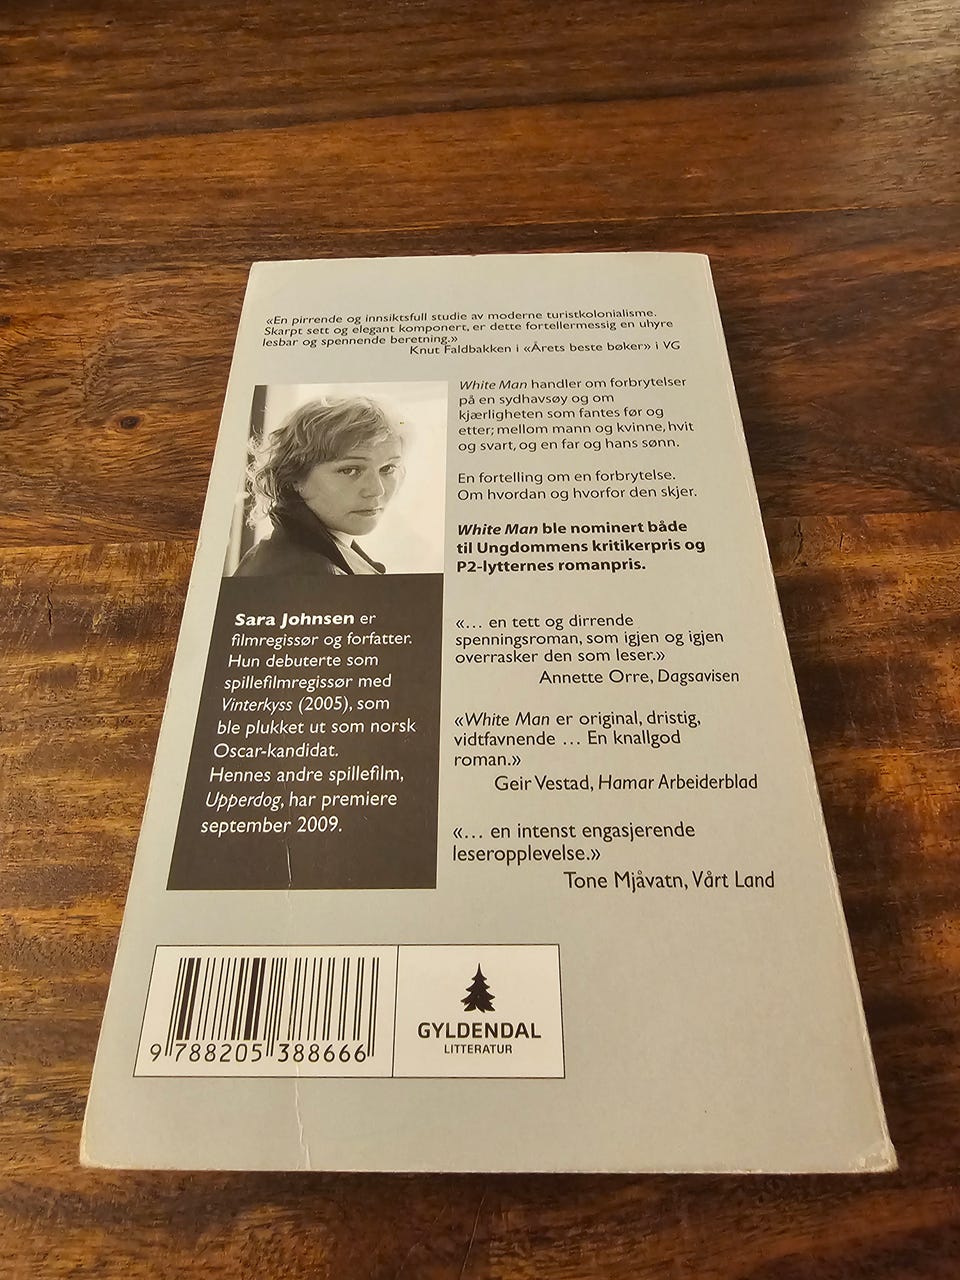 «En pirrende og innsiktsfull studie av moderne turistkolonialisme.
Skarpt sett og elegant komponert, er dette fortellermessig en uhyre
lesbar og spennende beretning.»
Knut Faldbakken i «Årets beste bøker» i VG
White Man handler om forbrytelser
på en sydhavsøy og om
kjærligheten som fantes før og
etter; mellom mann og kvinne, hvit
og svart, og en far og hans sønn.
En fortelling om en forbrytelse.
Om hvordan og hvorfor den skjer.
White Man ble nominert både
til Ungdommens kritikerpris og
P2-lytternes romanpris.
Sara Johnsen er
filmregissør og forfatter.
Hun debuterte som
spillefilmregissør med
Vinterkyss (2005), som
ble plukket ut som norsk
Oscar-kandidat.
Hennes andre spillefilm,
Upperdog, har premiere
september 2009.
«… en tett og dirrende
spenningsroman, som igjen og igjen
overrasker den som leser.»
Annette Orre, Dagsavisen
«White Man er original, dristig,
vidtfavnende … En knallgod
roman.»
Geir Vestad, Hamar Arbeiderblad
«… en intenst engasjerende
leseropplevelse.»
Tone Mjåvatn, Vårt Land
9 788205 388666
GYLDENDAL
LITTERATUR